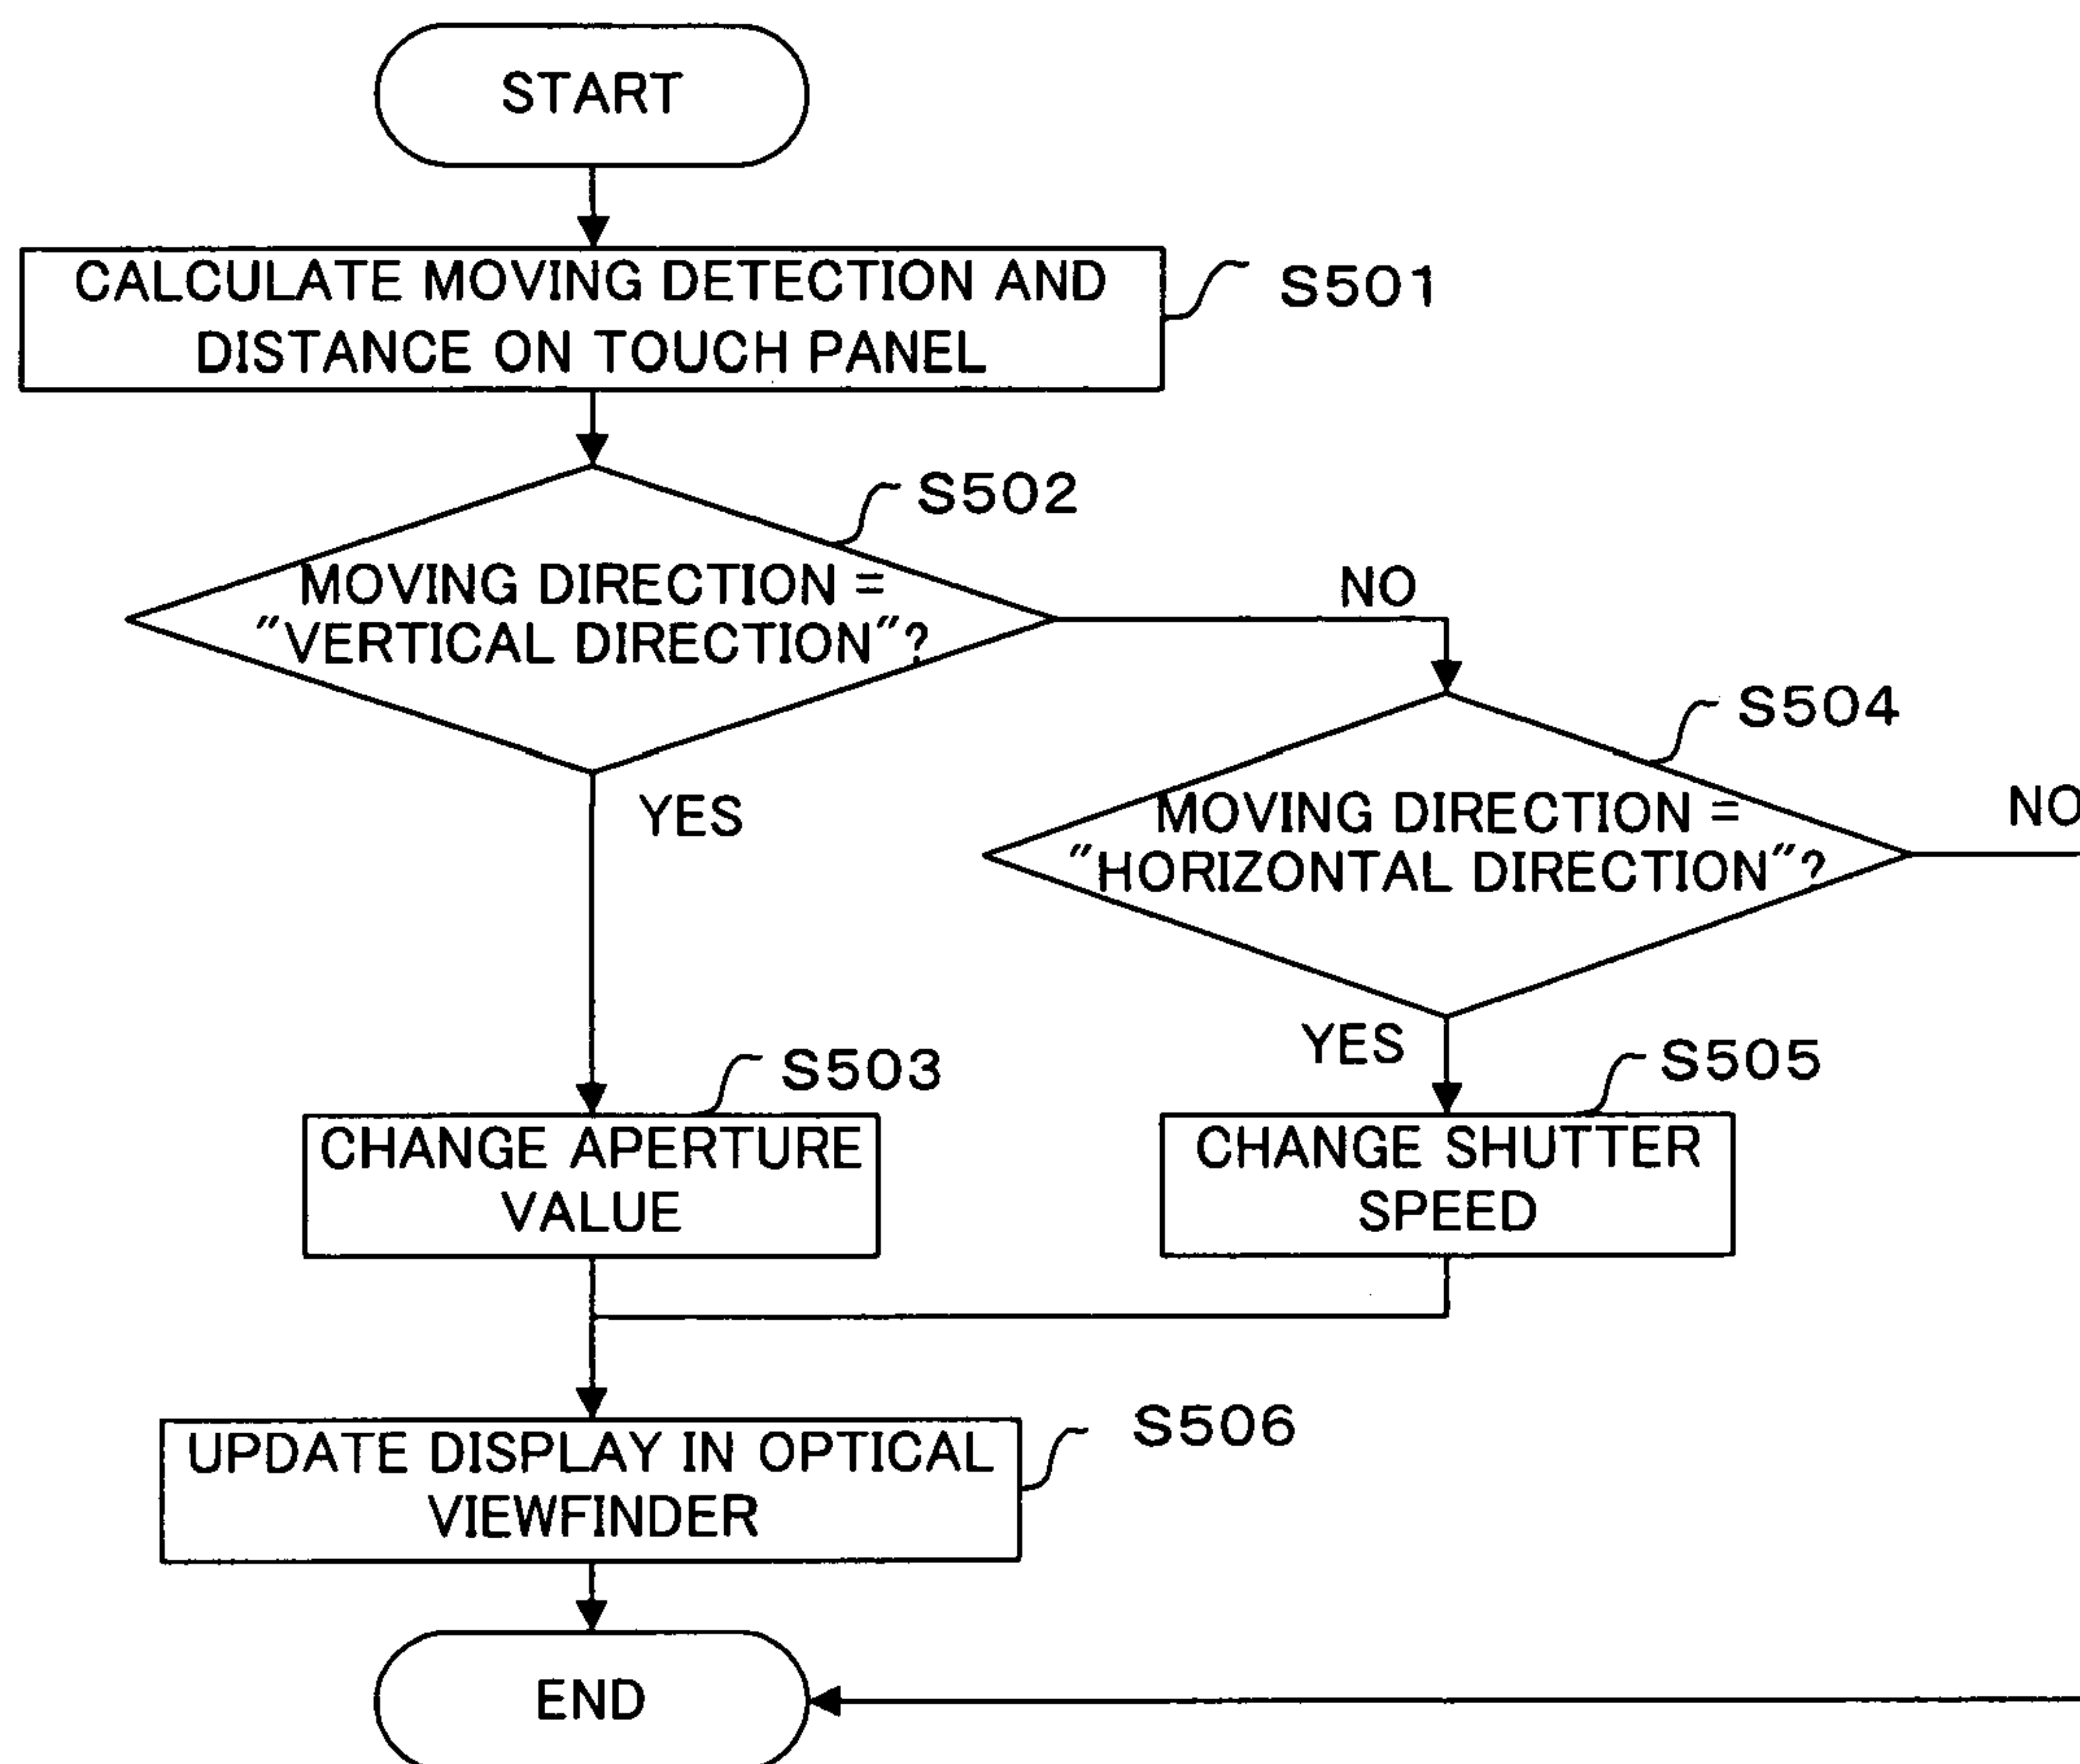 START
CALCULATE MOVING DETECTION AND
DISTANCE ON TOUCH PANEL
S501
S502
MOVING DIRECTION =
"VERTICAL DIRECTION"?
NO
YES
S504
MOVING DIRECTION =
"HORIZONTAL DIRECTION"?
NO
YES
S503
CHANGE APERTURE
VALUE
S505
CHANGE SHUTTER
SPEED
S506
UPDATE DISPLAY IN OPTICAL
VIEWFINDER
END